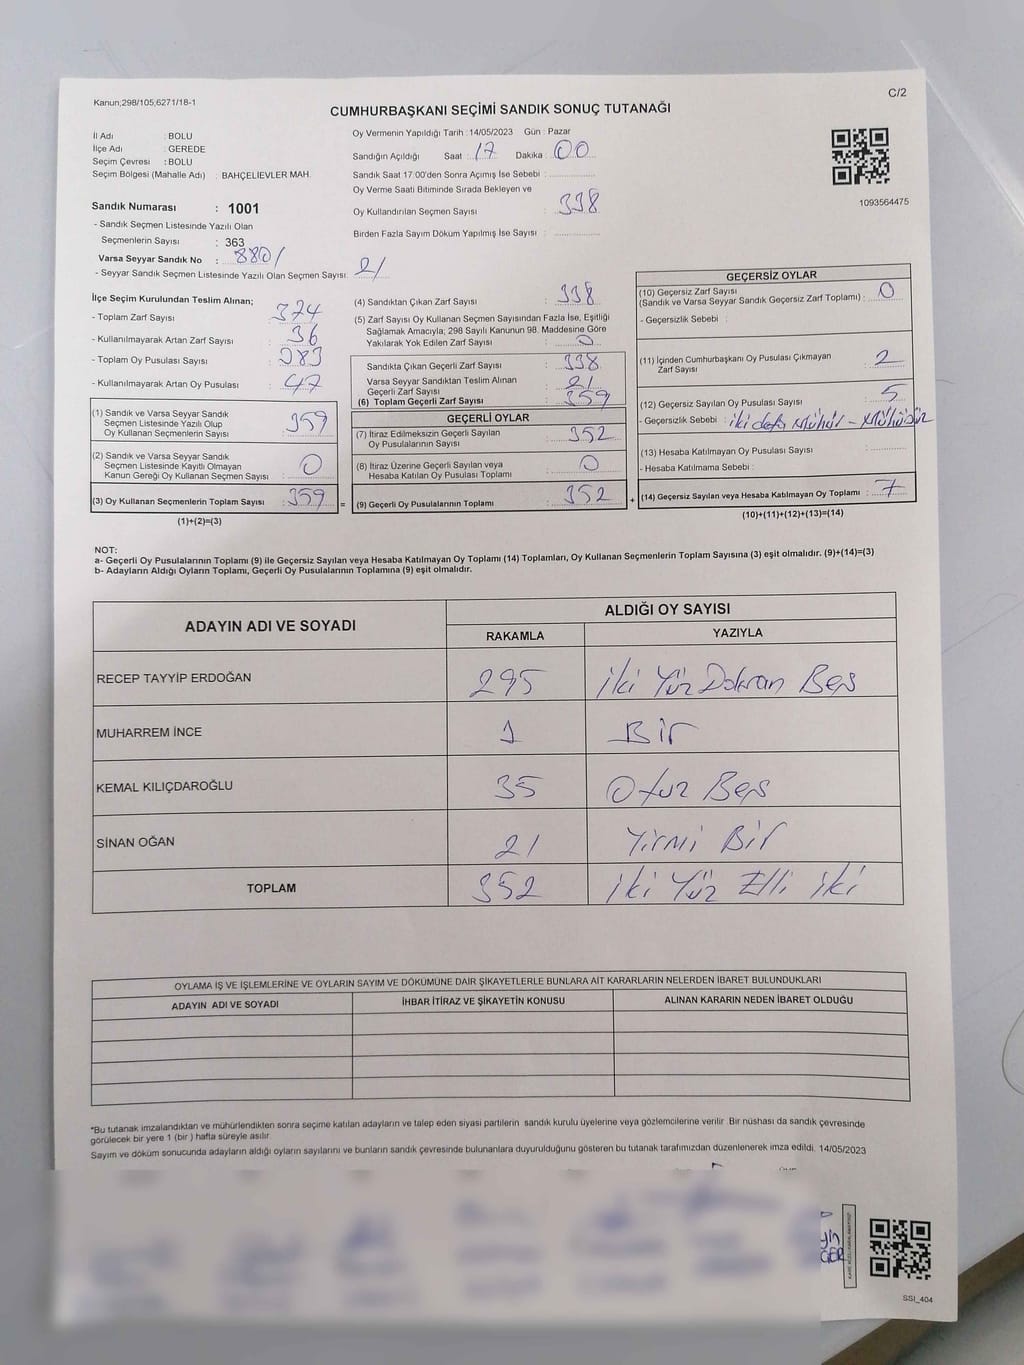 Kanun;298/105;6271/18-1
C/2
CUMHURBAŞKANI SEÇİMİ SANDIK SONUÇ TUTANAĞI
İl Adı : BOLU
İlçe Adı : GEREDE
Seçim Çevresi : BOLU
Seçim Bölgesi (Mahalle Adı) : BAHÇELİEVLER MAH.
Oy Vermenin Yapıldığı Tarih :14/05/2023 Gün : Pazar
Sandığın Açıldığı Saat : 17 Dakika : 00
Sandık Saat 17:00'den Sonra Açımış İse Sebebi :
Oy Verme Saati Bitiminde Sırada Bekleyen ve
Oy Kullandırılan Seçmen Sayısı : 338
Birden Fazla Sayım Döküm Yapılmış İse Sayısı :
1093564475
Sandık Numarası : 1001
- Sandık Seçmen Listesinde Yazılı Olan
Seçmenlerin Sayısı : 363
Varsa Seyyar Sandık No : 8801
- Seyyar Sandık Seçmen Listesinde Yazılı Olan Seçmen Sayısı: 21
İlçe Seçim Kurulundan Teslim Alınan;
- Toplam Zarf Sayısı : 374
- Kullanılmayarak Artan Zarf Sayısı : 36
- Toplam Oy Pusulası Sayısı : 383
- Kullanılmayarak Artan Oy Pusulası : 47
(1) Sandık ve Varsa Seyyar Sandık
Seçmen Listesinde Yazılı Olup
Oy Kullanan Seçmenlerin Sayısı : 359
(2) Sandık ve Varsa Seyyar Sandık
Seçmen Listesinde Kayıtlı Olmayan
Kanun Gereği Oy Kullanan Seçmen Sayısı : 0
(3) Oy Kullanan Seçmenlerin Toplam Sayısı : 359 =
(1)+(2)=(3)
(4) Sandıktan Çıkan Zarf Sayısı : 338
(5) Zarf Sayısı Oy Kullanan Seçmen Sayısından Fazla İse, Eşitliği
Sağlamak Amacıyla; 298 Sayılı Kanunun 98. Maddesine Göre
Yakılarak Yok Edilen Zarf Sayısı :
Sandıkta Çıkan Geçerli Zarf Sayısı : 338
Varsa Seyyar Sandıktan Teslim Alınan
Geçerli Zarf Sayısı : 21
(6) Toplam Geçerli Zarf Sayısı : 359
GEÇERLİ OYLAR
(7) İtiraz Edilmeksizin Geçerli Sayılan
Oy Pusulalarının Sayısı : 352
(8) İtiraz Üzerine Geçerli Sayılan veya
Hesaba Katılan Oy Pusulası Toplamı : 0
(9) Geçerli Oy Pusulalarının Toplamı : 352 +
GEÇERSİZ OYLAR
(10) Geçersiz Zarf Sayısı
(Sandık ve Varsa Seyyar Sandık Geçersiz Zarf Toplamı) : 0
- Geçersizlik Sebebi :
(11) İçinden Cumhurbaşkanı Oy Pusulası Çıkmayan
Zarf Sayısı : 2
(12) Geçersiz Sayılan Oy Pusulası Sayısı : 5
- Geçersizlik Sebebi : iki defa Mühür -
(13) Hesaba Katılmayan Oy Pusulası Sayısı :
- Hesaba Katılmama Sebebi :
(14) Geçersiz Sayılan veya Hesaba Katılmayan Oy Toplamı : 7
(10)+(11)+(12)+(13)=(14)
NOT:
a- Geçerli Oy Pusulalarının Toplamı (9) ile Geçersiz Sayılan veya Hesaba Katılmayan Oy Toplamı (14) Toplamları, Oy Kullanan Seçmenlerin Toplam Sayısına (3) eşit olmalıdır. (9)+(14)=(3)
b- Adayların Aldığı Oyların Toplamı, Geçerli Oy Pusulalarının Toplamına (9) eşit olmalıdır.
ADAYIN ADI VE SOYADI ALDIĞI OY SAYISI
RAKAMLA YAZIYLA
RECEP TAYYİP ERDOĞAN 295 İki Yüz Doksan Beş
MUHARREM İNCE 1 Bir
KEMAL KILIÇDAROĞLU 35 Otuz Beş
SİNAN OĞAN 21 Yirmi Bir
TOPLAM 352 İki Yüz Elli iki
OYLAMA İŞ VE İŞLEMLERİNE VE OYLARIN SAYIM VE DÖKÜMÜNE DAİR ŞİKAYETLERLE BUNLARA AİT KARARLARIN NELERDEN İBARET BULUNDUKLARI
ADAYIN ADI VE SOYADI İHBAR İTİRAZ VE ŞİKAYETİN KONUSU ALINAN KARARIN NEDEN İBARET OLDUĞU
*Bu tutanak imzalandıktan ve mühürlendikten sonra seçime katılan adayların ve talep eden siyasi partilerin sandık kurulu üyelerine veya gözlemcilerine verilir. Bir nüshası da sandık çevresinde
görülecek bir yere 1 (bir ) hafta süreyle asılır.
Sayım ve döküm sonucunda adayların aldığı oyların sayılarını ve bunların sandık çevresinde bulunanlara duyurulduğunu gösteren bu tutanak tarafımızdan düzenlenerek imza edildi. 14/05/2023
SSI_404